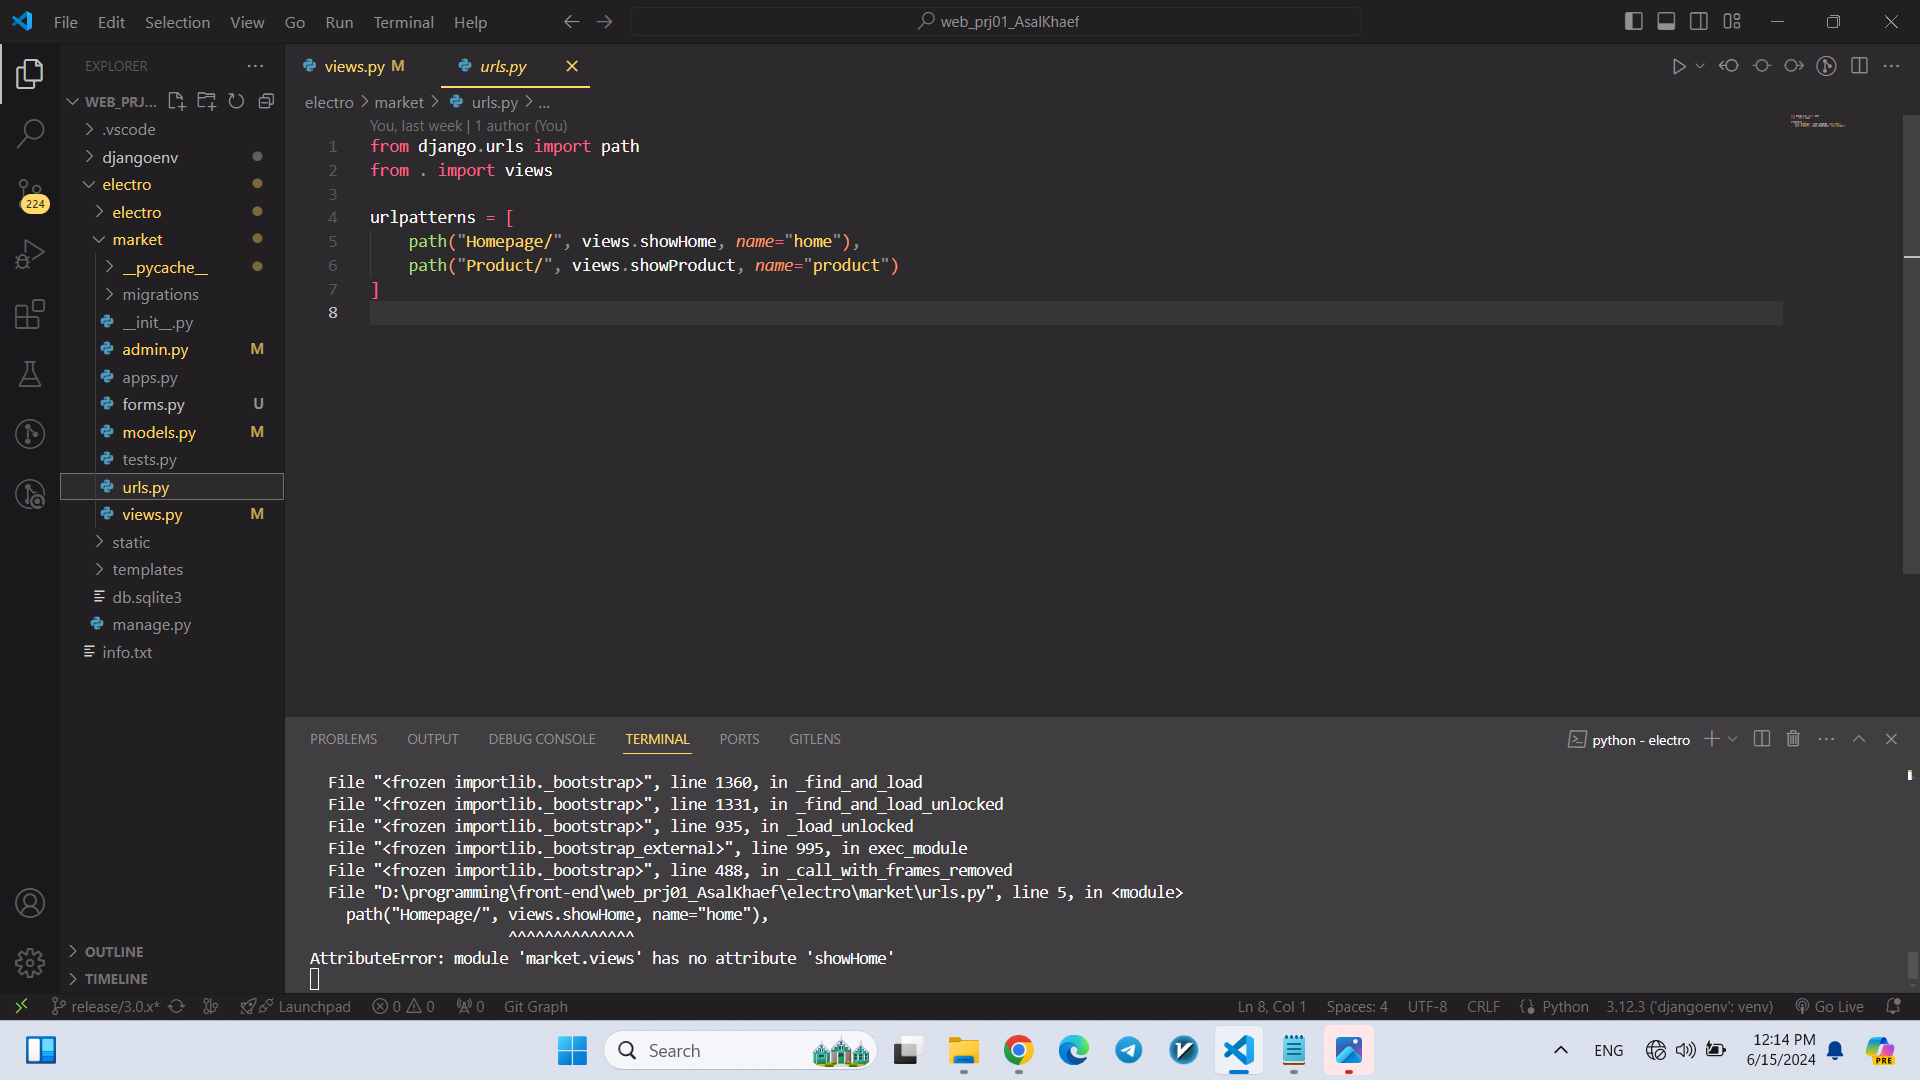 File Edit Selection View Go Run Terminal Help
web_prj01_AsalKhaef
EXPLORER
WEB_PRJ...
.vscode
djangoenv
electro
electro
market
__pycache__
migrations
__init__.py
admin.py M
apps.py
forms.py U
models.py M
tests.py
urls.py
views.py M
static
templates
db.sqlite3
manage.py
info.txt
OUTLINE
TIMELINE
224
views.py M urls.py
electro > market > urls.py > ...
You, last week | 1 author (You)
1 from django.urls import path
2 from . import views
3
4 urlpatterns = [
5 path("Homepage/", views.showHome, name="home"),
6 path("Product/", views.showProduct, name="product")
7 ]
8
PROBLEMS OUTPUT DEBUG CONSOLE TERMINAL PORTS GITLENS
python - electro
File "<frozen importlib._bootstrap>", line 1360, in _find_and_load
File "<frozen importlib._bootstrap>", line 1331, in _find_and_load_unlocked
File "<frozen importlib._bootstrap>", line 935, in _load_unlocked
File "<frozen importlib._bootstrap_external>", line 995, in exec_module
File "<frozen importlib._bootstrap>", line 488, in _call_with_frames_removed
File "D:\programming\front-end\web_prj01_AsalKhaef\electro\market\urls.py", line 5, in <module>
path("Homepage/", views.showHome, name="home"),
^^^^^^^^^^^^^^
AttributeError: module 'market.views' has no attribute 'showHome'
release/3.0.x* Launchpad 0 0 0 Git Graph
Ln 8, Col 1 Spaces: 4 UTF-8 CRLF Python 3.12.3 ('djangoenv': venv) Go Live
Search
ENG
12:14 PM
6/15/2024
PRE